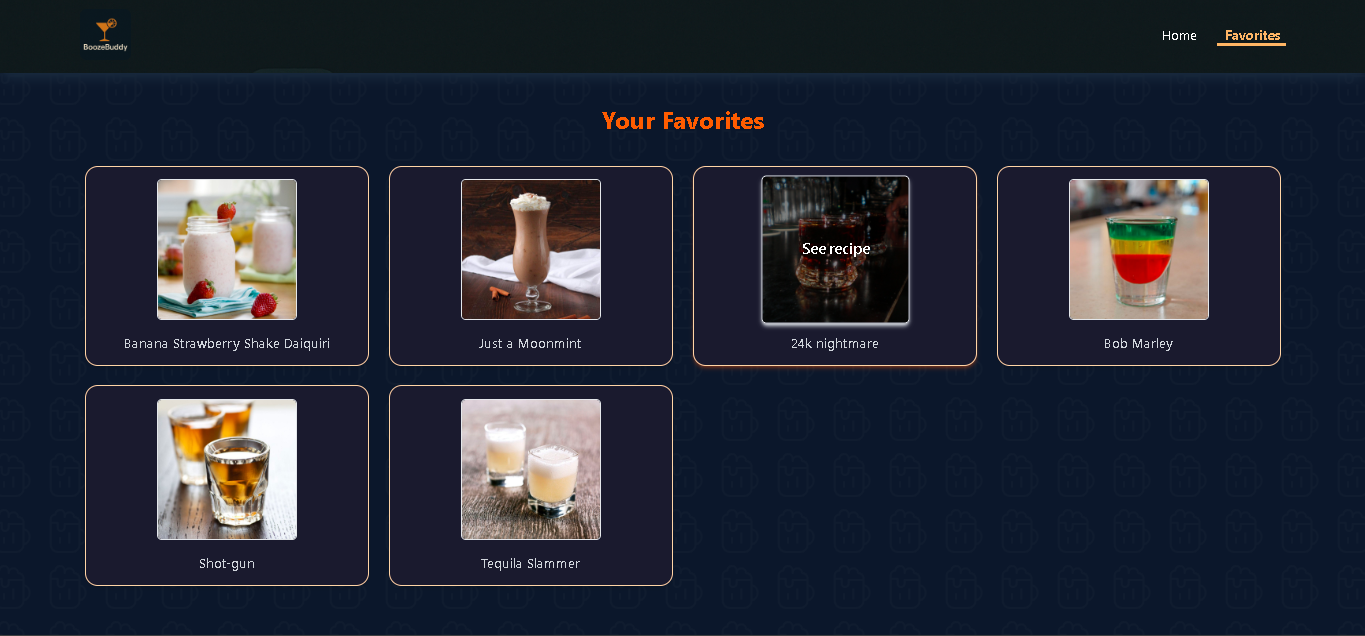 BoozeBuddy
Home
Favorites
Your Favorites
See recipe
Banana Strawberry Shake Daiquiri
Just a Moonmint
24k nightmare
Bob Marley
Shot-gun
Tequila Slammer